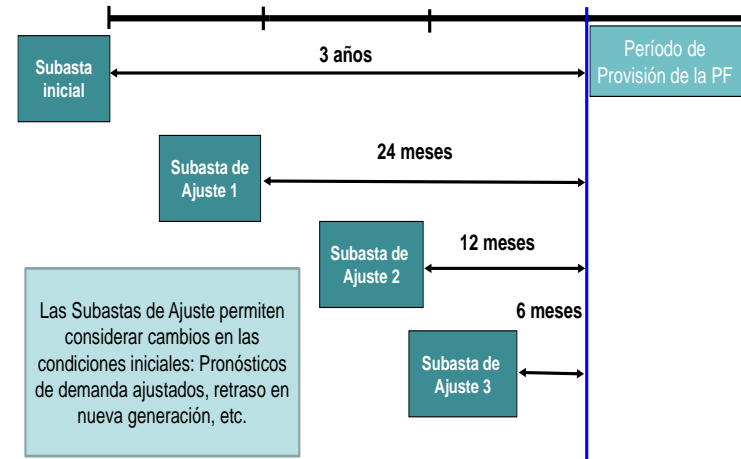 Subasta
inicial
3 años
Período de
Provisión de la PF
24 meses
Subasta de
Ajuste 1
12 meses
Subasta de
Ajuste 2
6 meses
Subasta de
Ajuste 3
Las Subastas de Ajuste permiten
considerar cambios en las
condiciones iniciales: Pronósticos
de demanda ajustados, retraso en
nueva generación, etc.